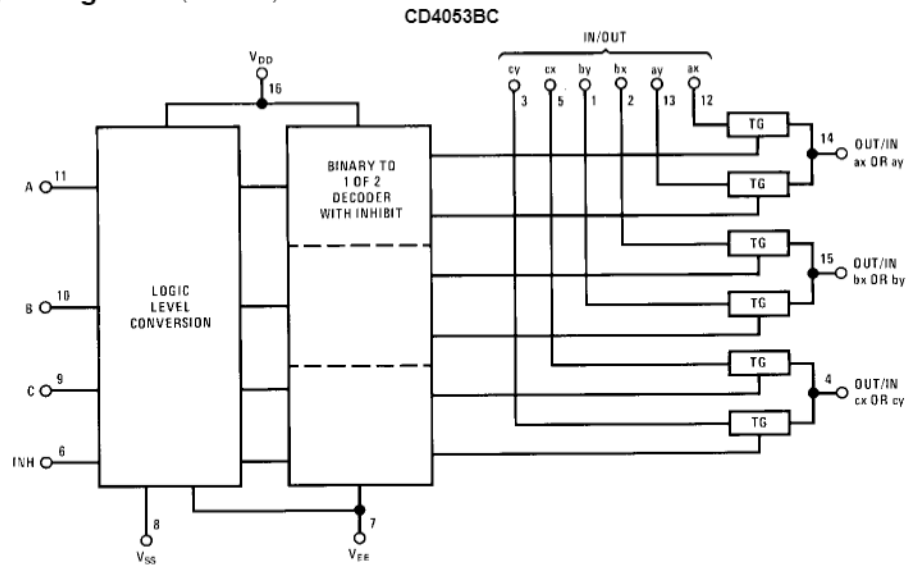 CD4053BC
IN/OUT
cy cx by bx ay ax
3 5 1 2 13 12
VDD
16
A 11
B 10
C 9
INH 6
LOGIC
LEVEL
CONVERSION
BINARY TO
1 OF 2
DECODER
WITH INHIBIT
TG
TG
TG
TG
TG
TG
14 OUT/IN
ax OR ay
15 OUT/IN
bx OR by
4 OUT/IN
cx OR cy
8
VSS
7
VEE